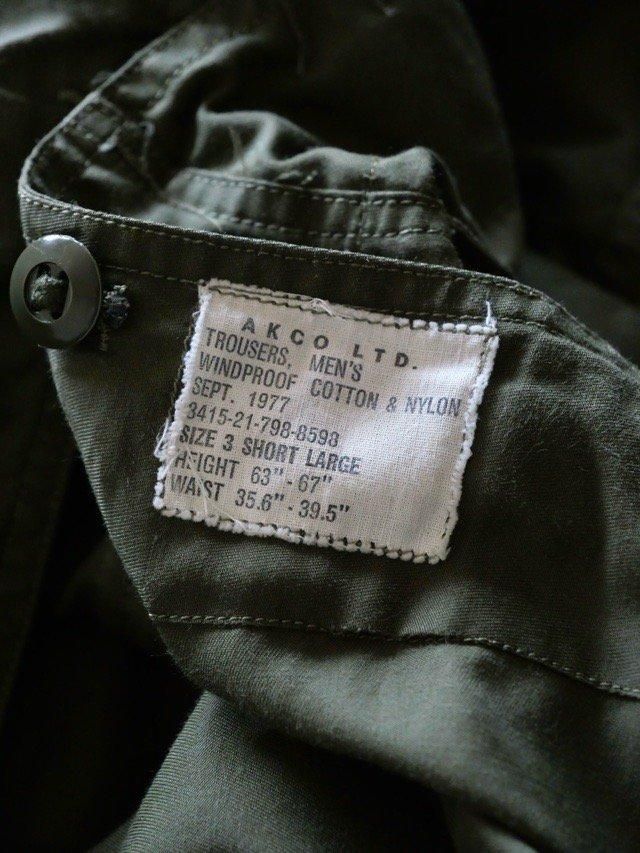 AKCO LTD.
TROUSERS, MEN'S
WINDPROOF COTTON & NYLON
SEPT. 1977
3415-21-798-8598
SIZE 3 SHORT LARGE
HEIGHT 63"-67"
WAIST 35.6"-39.5"